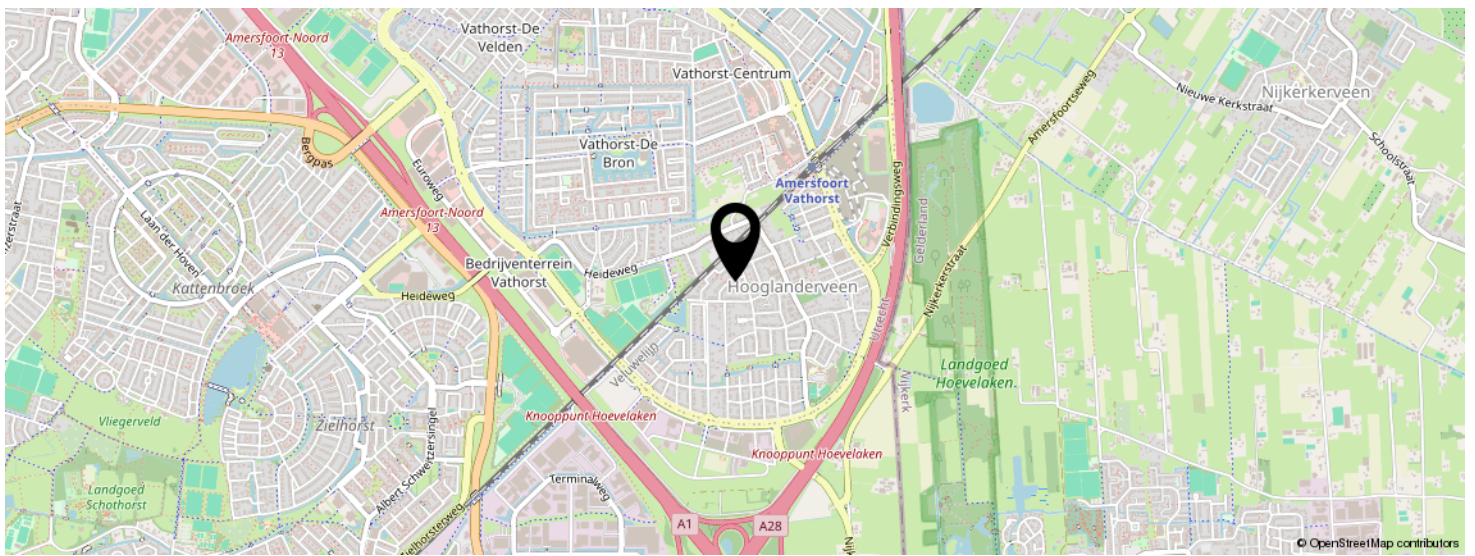 Amersfoort-Noord
13
Vathorst-De
Velden
Vathorst-Centrum
Nieuwe Kerkstraat
Nijkerkerveen
Amersfoortseweg
Schoolstraat
Bergpas
Euroweg
Vathorst-De
Bron
Amersfoort
Vathorst
Verbindingsweg
Gelderland
Laan der Hoven
Amersfoort-Noord
13
Kattenbroek
Heideweg
Bedrijventerrein
Vathorst
Heideweg
Hooglanderveen
Nijkerkerstraat
Utrecht
Veluwelijn
Landgoed
Hoevelaken
Vliegerveld
Zielhorst
Albert Schweitzersingel
Knooppunt Hoevelaken
Knooppunt Hoevelaken
Landgoed
Schothorst
Terminalweg
A1
A28
© OpenStreetMap contributors